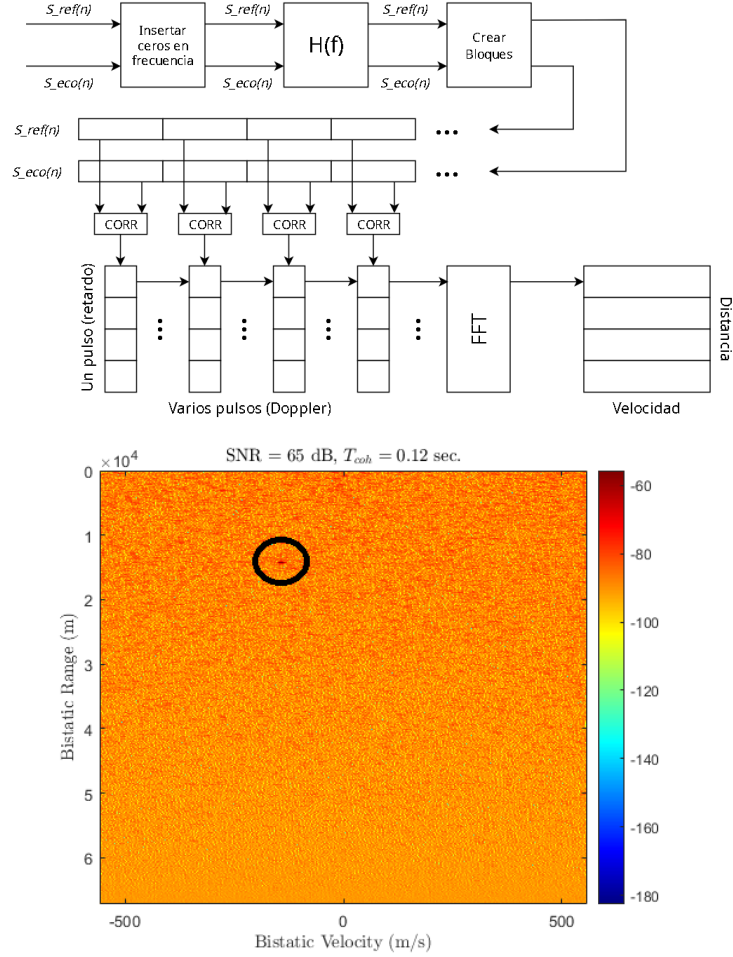 S_ref(n) S_ref(n) S_ref(n)
Insertar
ceros en
frecuencia
H(f)
Crear
Bloques
S_eco(n) S_eco(n) S_eco(n)
S_ref(n)
S_eco(n)
CORR CORR CORR CORR
Un pulso (retardo)
FFT
Distancia
Varios pulsos (Doppler)
Velocidad
SNR = 65 dB, T_coh = 0.12 sec.
×10⁴
0
1
2
3
4
5
6
Bistatic Range (m)
-500 0 500
Bistatic Velocity (m/s)
-60
-80
-100
-120
-140
-160
-180